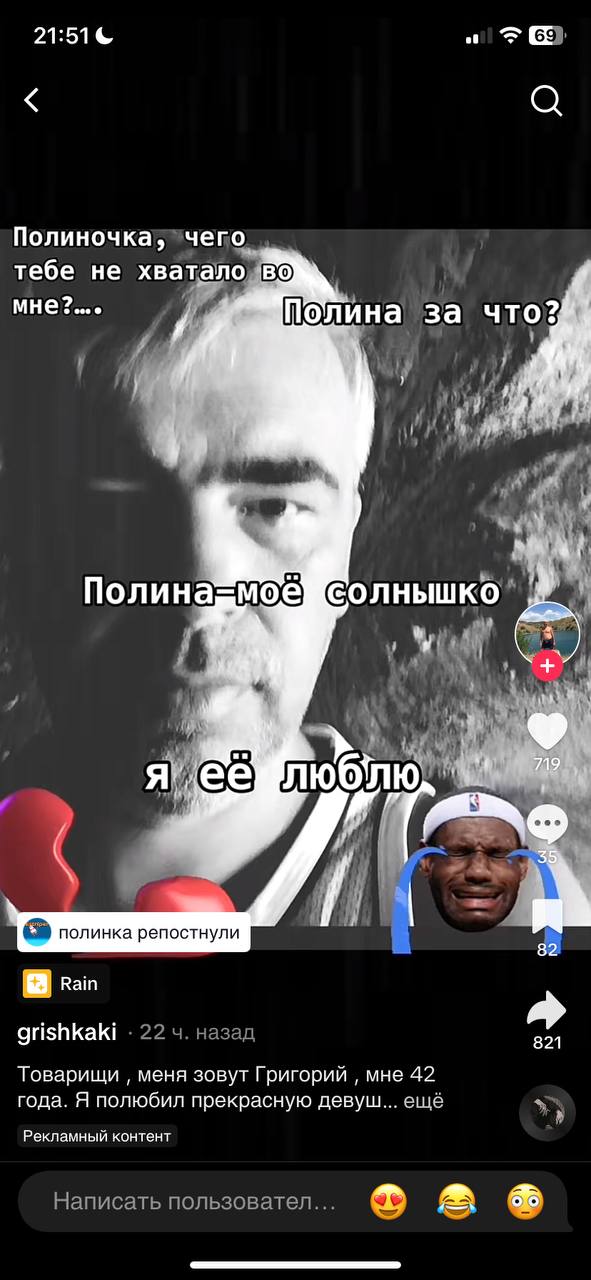 21:51
69
Полиночка, чего
тебе не хватало во
мне?….
Полина за что?
Полина–моё солнышко
я её люблю
719
35
82
821
полинка репостнули
Rain
grishkaki · 22 ч. назад
Товарищи , меня зовут Григорий , мне 42
года. Я полюбил прекрасную девуш... ещё
Рекламный контент
Написать пользовател...